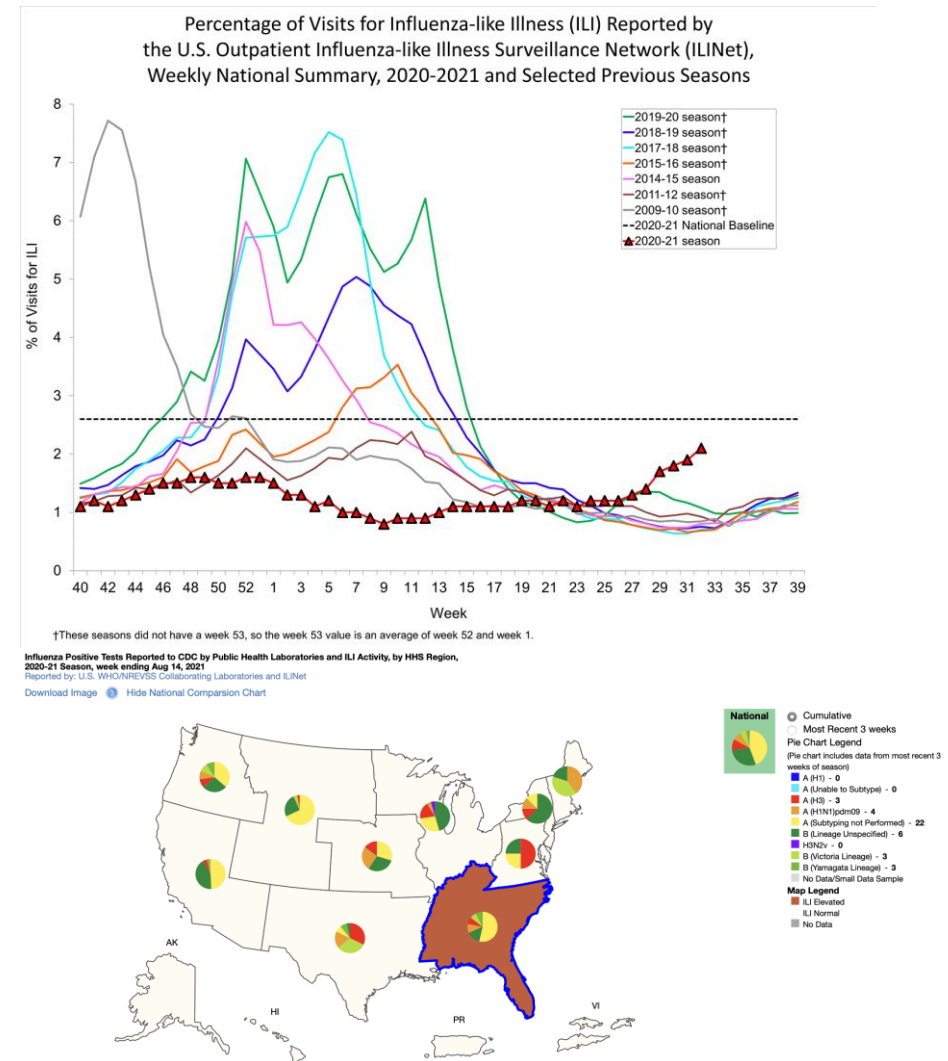 Percentage of Visits for Influenza-like Illness (ILI) Reported by
the U.S. Outpatient Influenza-like Illness Surveillance Network (ILINet),
Weekly National Summary, 2020-2021 and Selected Previous Seasons
8
7
6
5
4
3
2
1
0
% of Visits for ILI
2019-20 season†
2018-19 season†
2017-18 season†
2015-16 season†
2014-15 season
2011-12 season†
2009-10 season†
2020-21 National Baseline
2020-21 season
40 42 44 46 48 50 52 1 3 5 7 9 11 13 15 17 19 21 23 25 27 29 31 33 35 37 39
Week
†These seasons did not have a week 53, so the week 53 value is an average of week 52 and week 1.
Influenza Positive Tests Reported to CDC by Public Health Laboratories and ILI Activity, by HHS Region,
2020-21 Season, week ending Aug 14, 2021
Reported by: U.S. WHO/NREVSS Collaborating Laboratories and ILINet
Download Image Hide National Comparsion Chart
National
Cumulative
Most Recent 3 weeks
Pie Chart Legend
(Pie chart includes data from most recent 3
weeks of season)
A (H1) - 0
A (Unable to Subtype) - 0
A (H3) - 3
A (H1N1)pdm09 - 4
A (Subtyping not Performed) - 22
B (Lineage Unspecified) - 6
H3N2v - 0
B (Victoria Lineage) - 3
B (Yamagata Lineage) - 3
No Data/Small Data Sample
Map Legend
ILI Elevated
ILI Normal
No Data
AK
HI
PR
VI